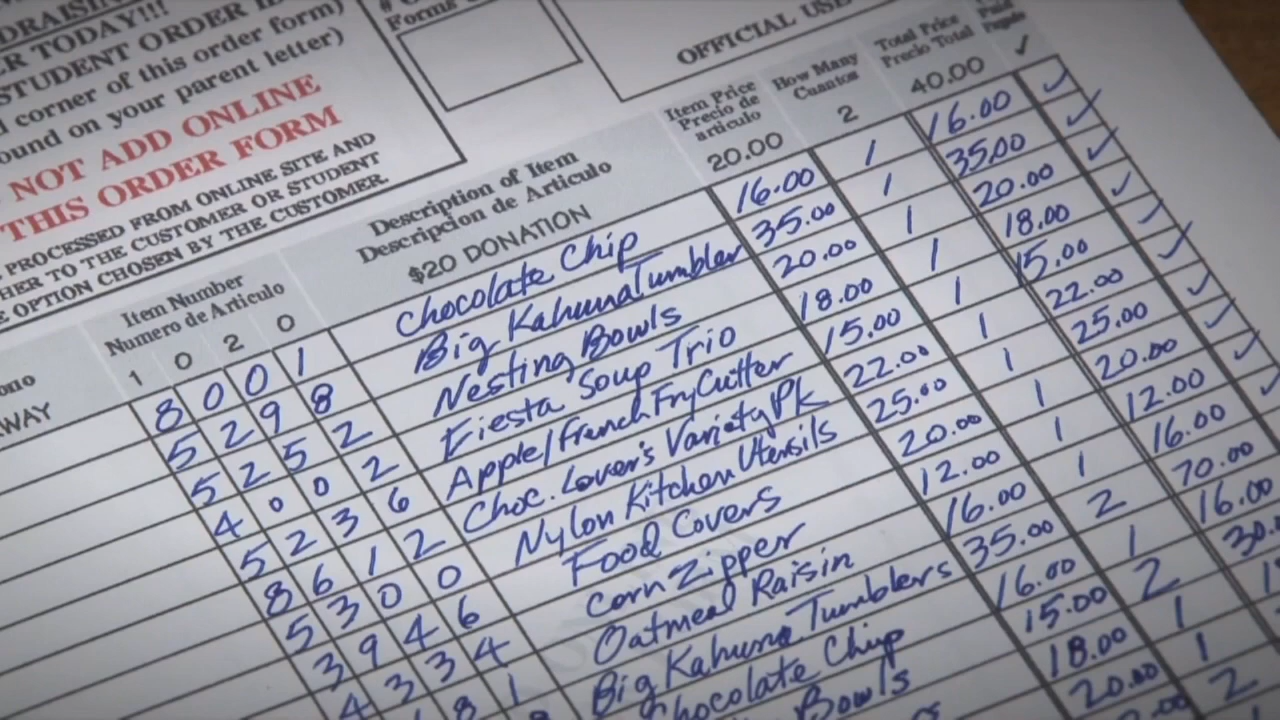 ER TODAY!!!
STUDENT ORDER
corner of this order form)
ound on your parent letter)
NOT ADD ONLINE
THIS ORDER FORM
PROCESSED FROM ONLINE SITE AND
HER TO THE CUSTOMER OR STUDENT
OPTION CHOSEN BY THE CUSTOMER.
Forms
OFFICIAL USE
Item Number
Numero de Articulo
Description of Item
Descripcion de Articulo
Item Price
Precio de
articulo
How Many
Cuantos
Total Price
Precio Total
Paid
Pagado
1 0 2 0 $20 DONATION 20.00 2 40.00 ✓
8 0 0 1 Chocolate Chip 16.00 1 16.00 ✓
5 2 9 8 Big Kahuna Tumbler 35.00 1 35.00 ✓
5 2 5 2 Nesting Bowls 20.00 1 20.00 ✓
4 0 0 2 Fiesta Soup Trio 18.00 1 18.00 ✓
5 2 3 6 Apple/French Fry Cutter 15.00 1 15.00 ✓
8 6 1 2 Choc. Lover's Variety Pk 22.00 1 22.00 ✓
5 3 0 0 Nylon Kitchen Utensils 25.00 1 25.00 ✓
3 9 4 6 Food Covers 20.00 1 20.00 ✓
4 3 3 4 Corn Zipper 12.00 1 12.00 ✓
8 1 Oatmeal Raisin 16.00 1 16.00 ✓
Big Kahuna Tumblers 35.00 2 70.00
Chocolate Chip 16.00 1 16.00
Bowls 15.00 2 30.
18.00 1
20.00 1
2